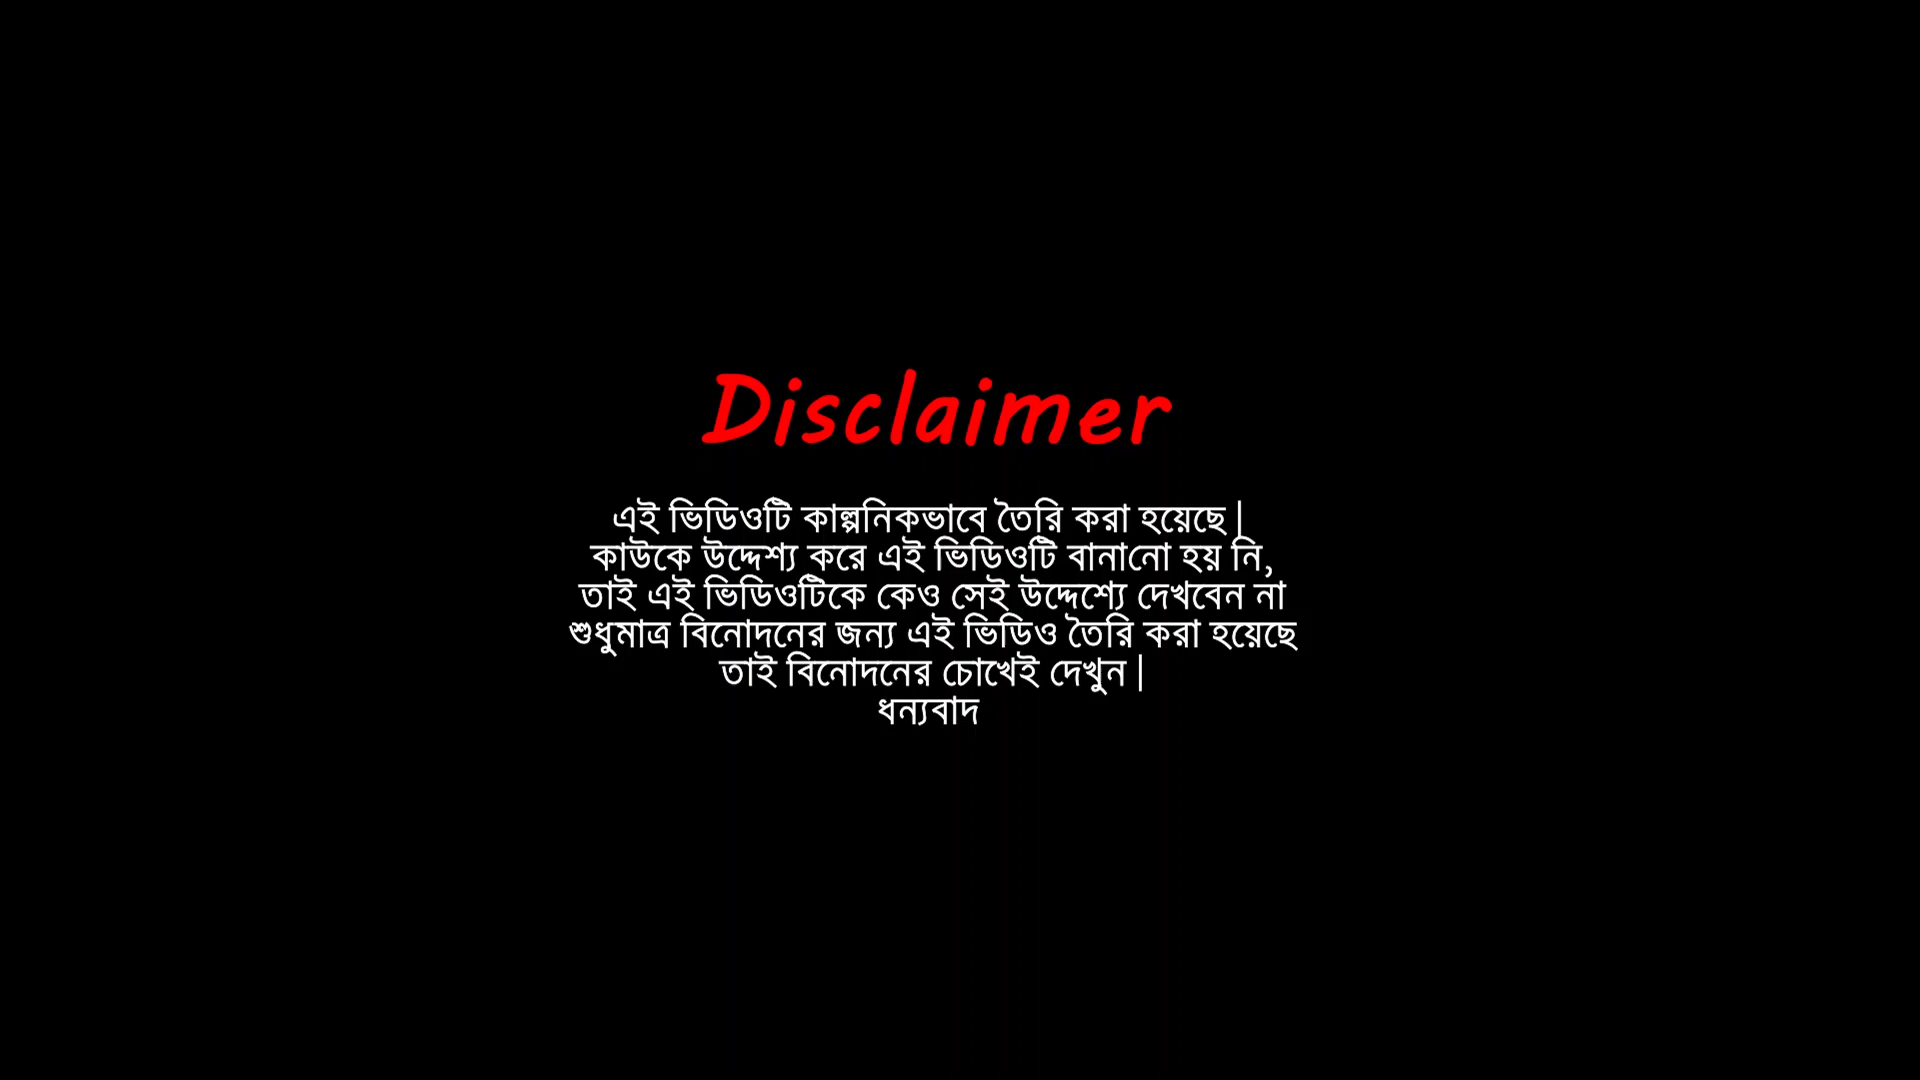 Disclaimer
এই ভিডিওটি কাল্পনিকভাবে তৈরি করা হয়েছে|
কাউকে উদ্দেশ্য করে এই ভিডিওটি বানানো হয় নি,
তাই এই ভিডিওটিকে কেও সেই উদ্দেশ্যে দেখবেন না
শুধুমাত্র বিনোদনের জন্য এই ভিডিও তৈরি করা হয়েছে
তাই বিনোদনের চোখেই দেখুন|
ধন্যবাদ